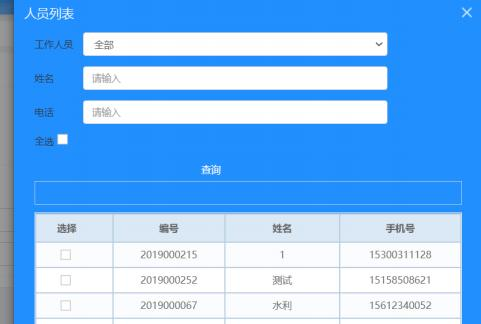 人员列表
工作人员 全部
姓名 请输入
电话 请输入
全选
查询
选择 编号 姓名 手机号
2019000215 1 15300311128
2019000252 测试 15158508621
2019000067 水利 15612340052